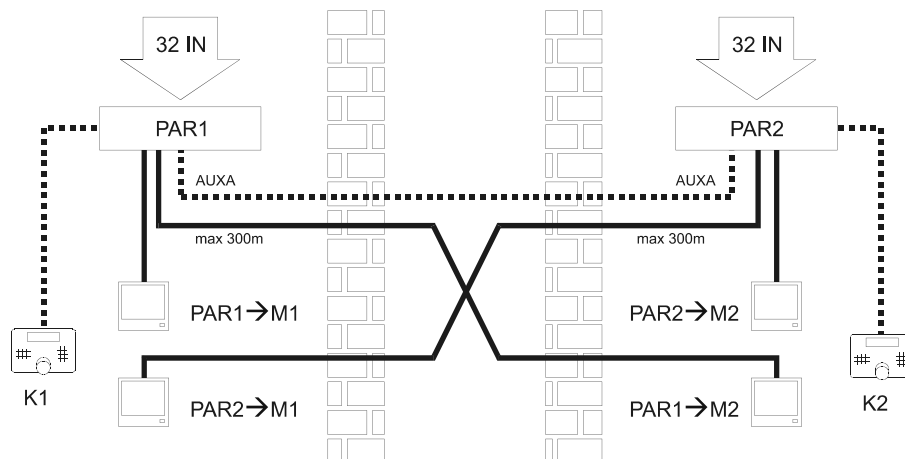 32 IN
32 IN
PAR1
PAR2
AUXA
AUXA
max 300m
max 300m
PAR1→M1
PAR2→M2
K1
PAR2→M1
PAR1→M2
K2